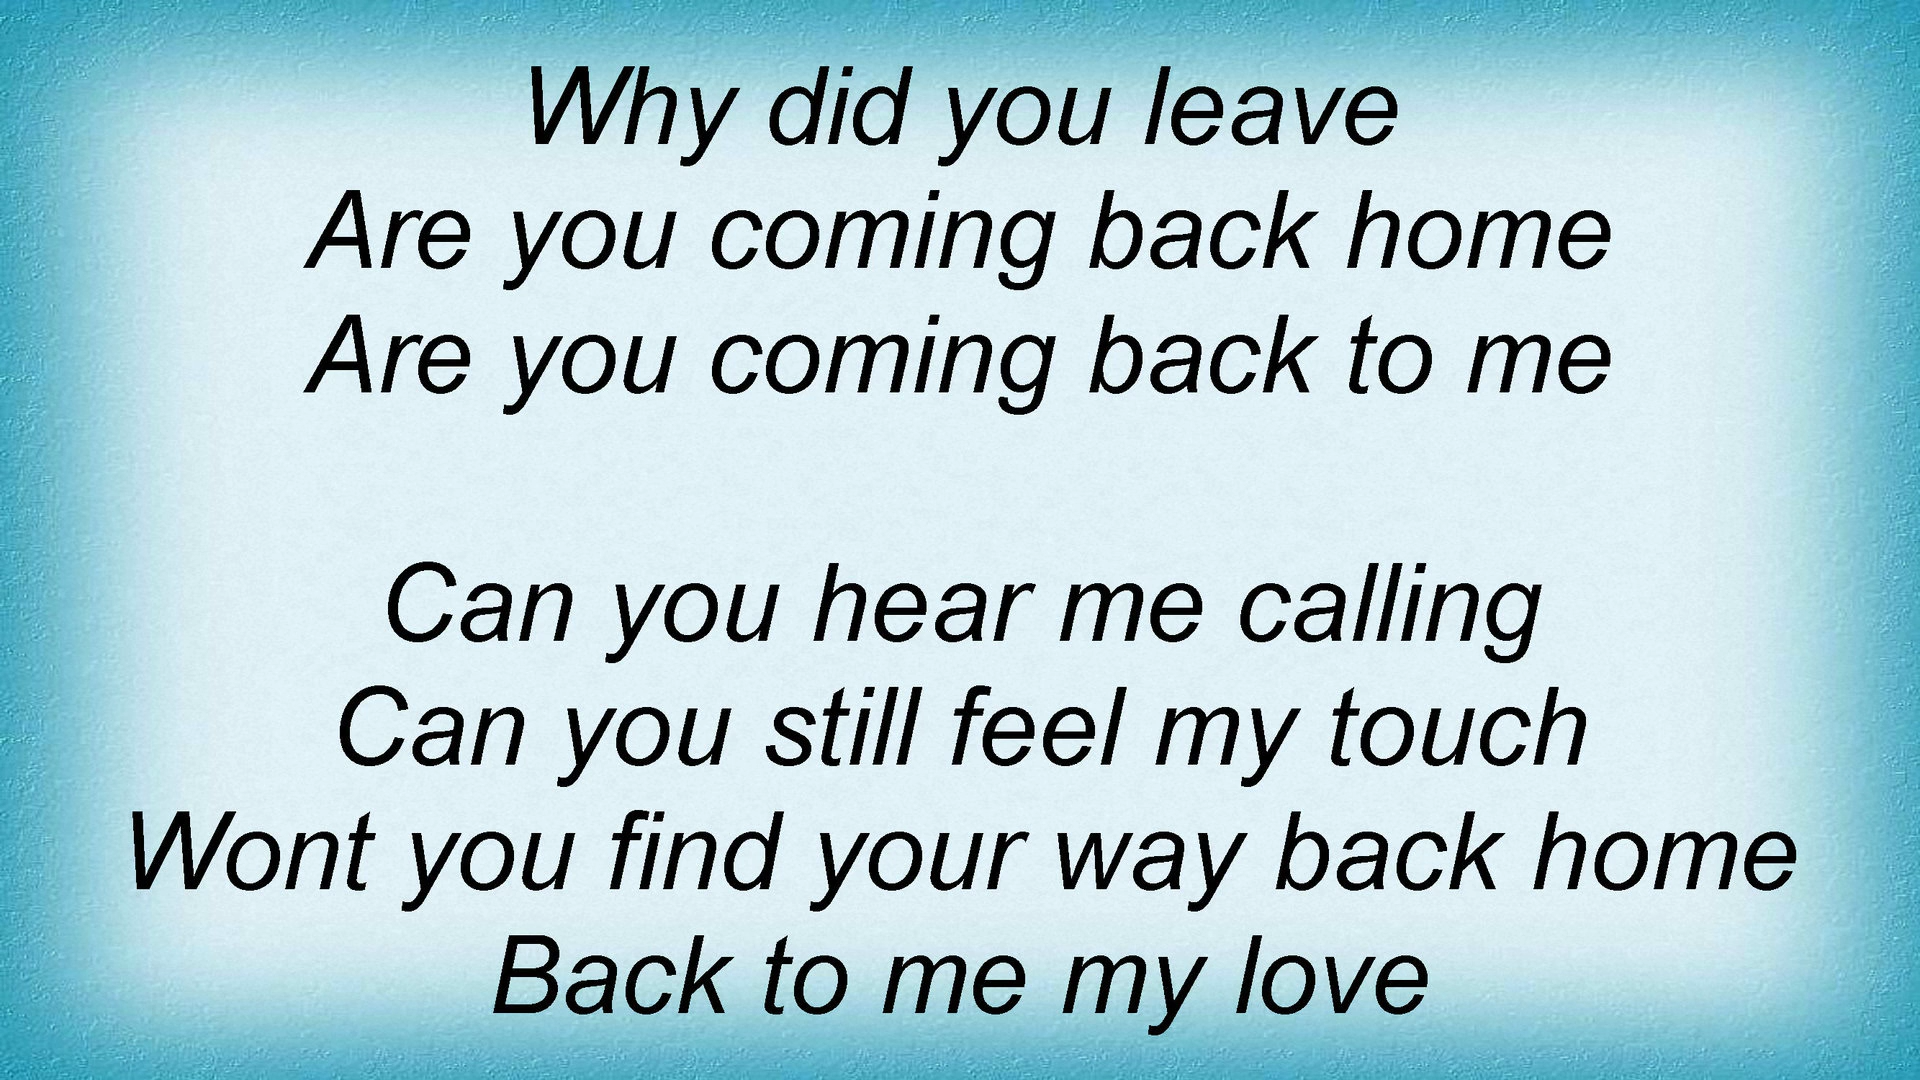 Why did you leave
Are you coming back home
Are you coming back to me
Can you hear me calling
Can you still feel my touch
Wont you find your way back home
Back to me my love